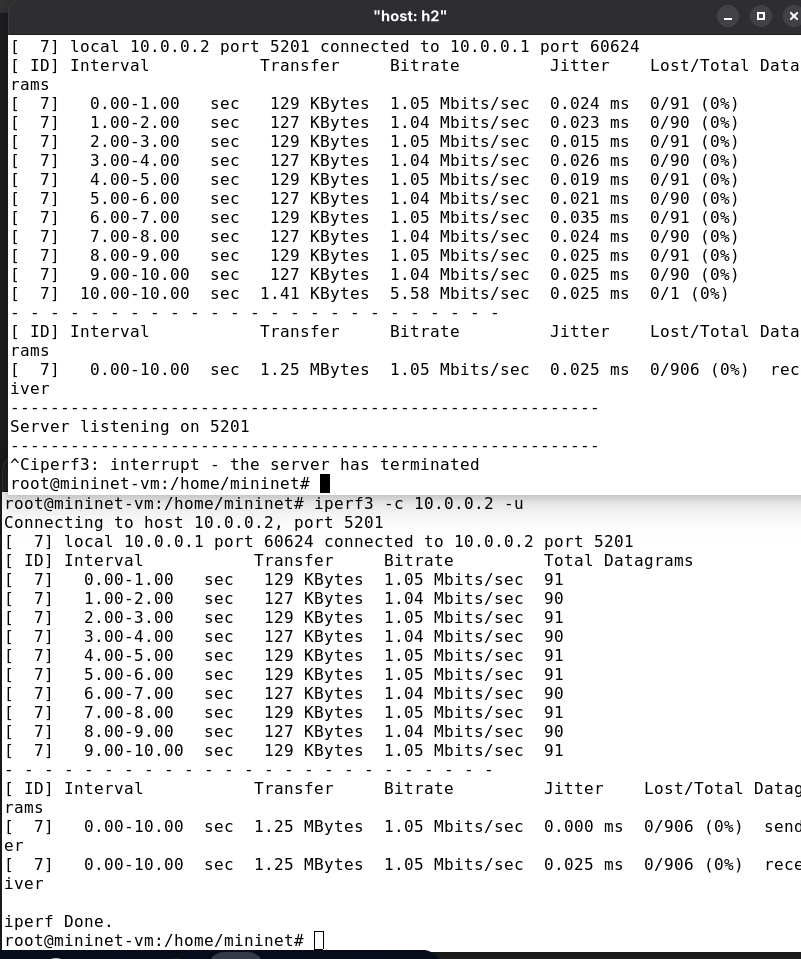 "host: h2"
[  7] local 10.0.0.2 port 5201 connected to 10.0.0.1 port 60624
[ ID] Interval           Transfer     Bitrate         Jitter    Lost/Total Data
rams
[  7]   0.00-1.00   sec   129 KBytes  1.05 Mbits/sec  0.024 ms  0/91 (0%)
[  7]   1.00-2.00   sec   127 KBytes  1.04 Mbits/sec  0.023 ms  0/90 (0%)
[  7]   2.00-3.00   sec   129 KBytes  1.05 Mbits/sec  0.015 ms  0/91 (0%)
[  7]   3.00-4.00   sec   127 KBytes  1.04 Mbits/sec  0.026 ms  0/90 (0%)
[  7]   4.00-5.00   sec   129 KBytes  1.05 Mbits/sec  0.019 ms  0/91 (0%)
[  7]   5.00-6.00   sec   127 KBytes  1.04 Mbits/sec  0.021 ms  0/90 (0%)
[  7]   6.00-7.00   sec   129 KBytes  1.05 Mbits/sec  0.035 ms  0/91 (0%)
[  7]   7.00-8.00   sec   127 KBytes  1.04 Mbits/sec  0.024 ms  0/90 (0%)
[  7]   8.00-9.00   sec   129 KBytes  1.05 Mbits/sec  0.025 ms  0/91 (0%)
[  7]   9.00-10.00  sec   127 KBytes  1.04 Mbits/sec  0.025 ms  0/90 (0%)
[  7]  10.00-10.00  sec  1.41 KBytes  5.58 Mbits/sec  0.025 ms  0/1 (0%)
- - - - - - - - - - - - - - - - - - - - - - - - -
[ ID] Interval           Transfer     Bitrate         Jitter    Lost/Total Data
rams
[  7]   0.00-10.00  sec  1.25 MBytes  1.05 Mbits/sec  0.025 ms  0/906 (0%)  rec
iver
-----------------------------------------------------------
Server listening on 5201
-----------------------------------------------------------
^Ciperf3: interrupt - the server has terminated
root@mininet-vm:/home/mininet#
root@mininet-vm:/home/mininet# iperf3 -c 10.0.0.2 -u
Connecting to host 10.0.0.2, port 5201
[  7] local 10.0.0.1 port 60624 connected to 10.0.0.2 port 5201
[ ID] Interval           Transfer     Bitrate         Total Datagrams
[  7]   0.00-1.00   sec   129 KBytes  1.05 Mbits/sec  91
[  7]   1.00-2.00   sec   127 KBytes  1.04 Mbits/sec  90
[  7]   2.00-3.00   sec   129 KBytes  1.05 Mbits/sec  91
[  7]   3.00-4.00   sec   127 KBytes  1.04 Mbits/sec  90
[  7]   4.00-5.00   sec   129 KBytes  1.05 Mbits/sec  91
[  7]   5.00-6.00   sec   129 KBytes  1.05 Mbits/sec  91
[  7]   6.00-7.00   sec   127 KBytes  1.04 Mbits/sec  90
[  7]   7.00-8.00   sec   129 KBytes  1.05 Mbits/sec  91
[  7]   8.00-9.00   sec   127 KBytes  1.04 Mbits/sec  90
[  7]   9.00-10.00  sec   129 KBytes  1.05 Mbits/sec  91
- - - - - - - - - - - - - - - - - - - - - - - - -
[ ID] Interval           Transfer     Bitrate         Jitter    Lost/Total Datag
rams
[  7]   0.00-10.00  sec  1.25 MBytes  1.05 Mbits/sec  0.000 ms  0/906 (0%)  send
er
[  7]   0.00-10.00  sec  1.25 MBytes  1.05 Mbits/sec  0.025 ms  0/906 (0%)  rece
iver
iperf Done.
root@mininet-vm:/home/mininet#